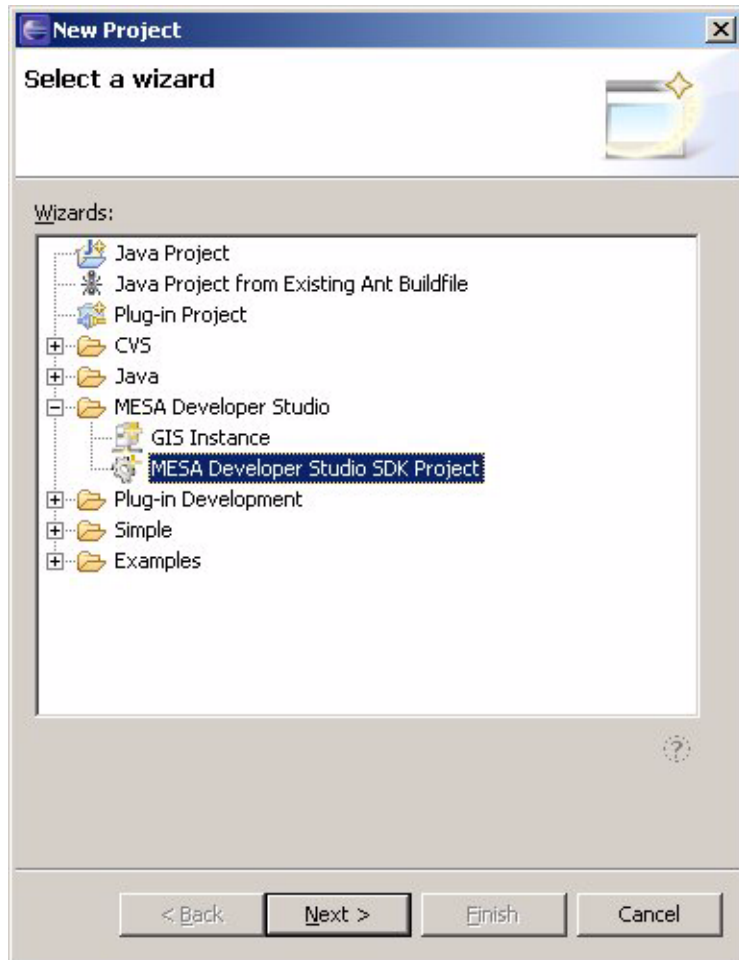 New Project
Select a wizard
Wizards:
Java Project
Java Project from Existing Ant Buildfile
Plug-in Project
CVS
Java
MESA Developer Studio
GIS Instance
MESA Developer Studio SDK Project
Plug-in Development
Simple
Examples
?
< Back Next > Finish Cancel